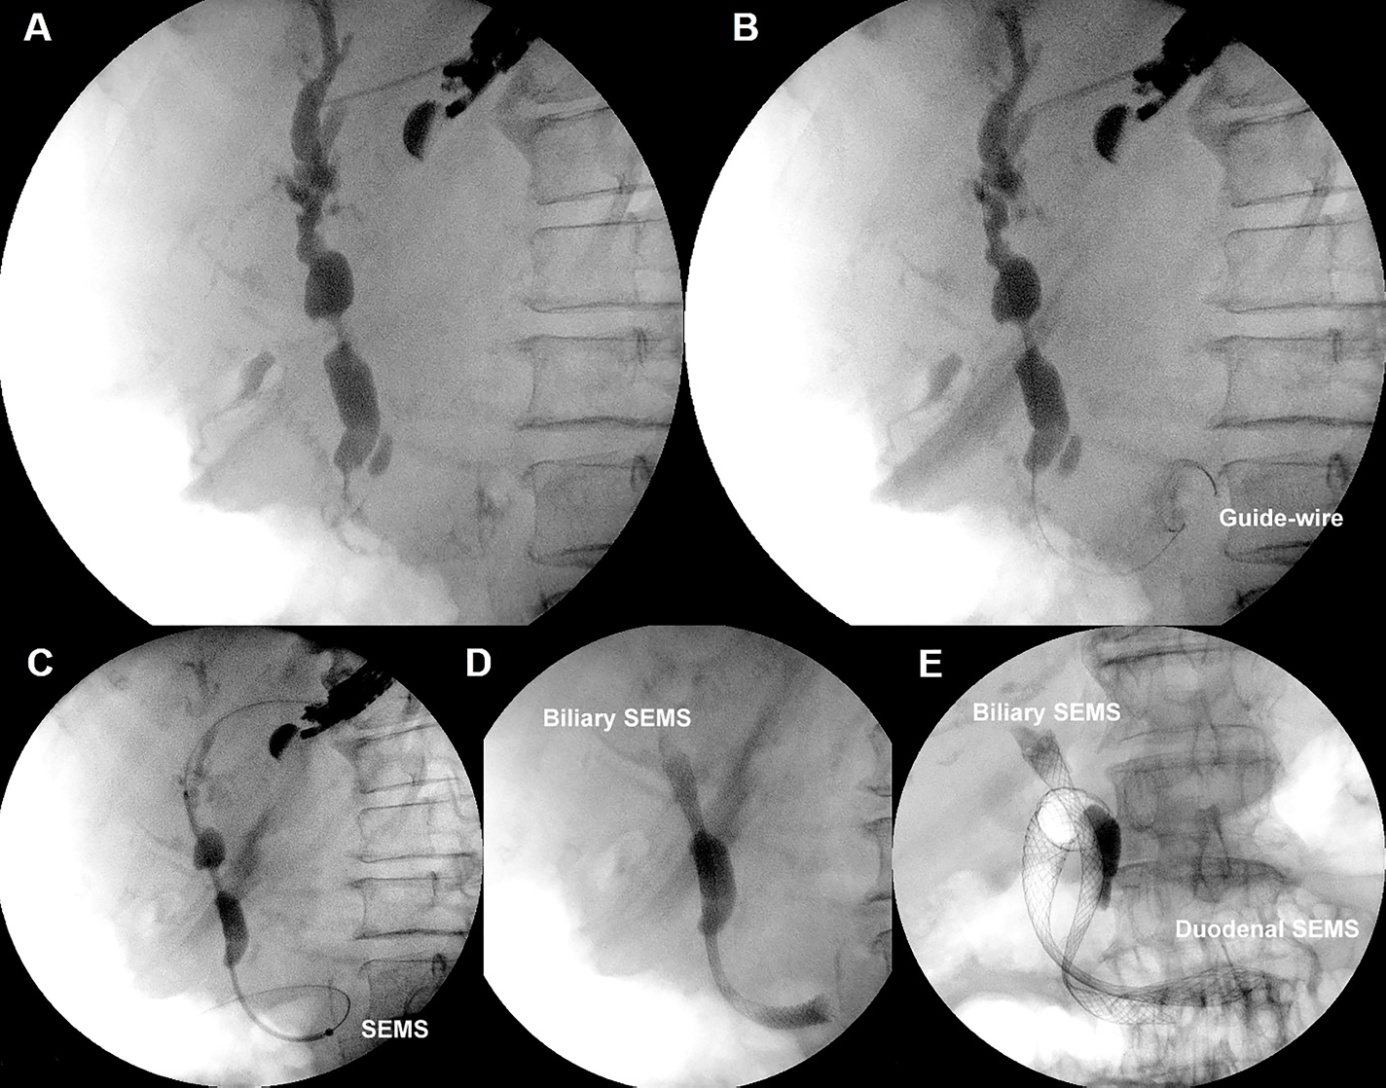 A
B
Guide-wire
C
SEMS
D
Biliary SEMS
E
Biliary SEMS
Duodenal SEMS